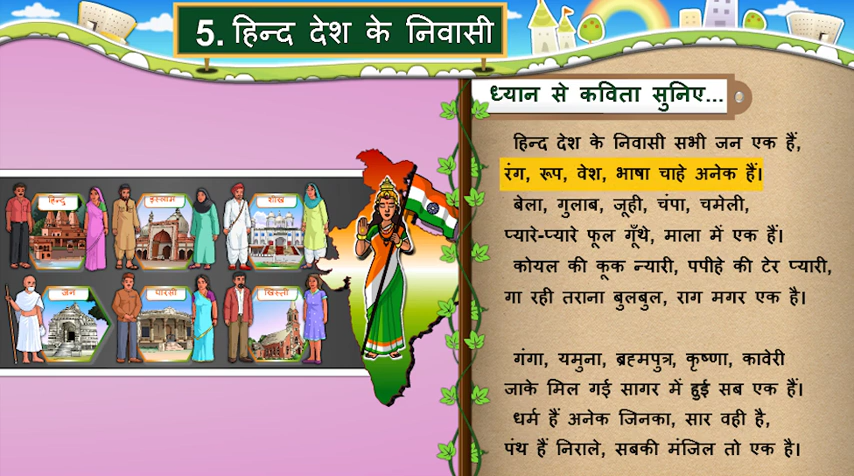 5. हिन्द देश के निवासी
ध्यान से कविता सुनिए...
हिन्द देश के निवासी सभी जन एक हैं,
रंग, रूप, वेश, भाषा चाहे अनेक हैं।
बेला, गुलाब, जूही, चंपा, चमेली,
प्यारे-प्यारे फूल गूँथे, माला में एक हैं।
कोयल की कूक न्यारी, पपीहे की टेर प्यारी,
गा रही तराना बुलबुल, राग मगर एक है।
गंगा, यमुना, ब्रह्मपुत्र, कृष्णा, कावेरी
जाके मिल गई सागर में हुई सब एक हैं।
धर्म हैं अनेक जिनका, सार वही है,
पंथ हैं निराले, सबकी मंजिल तो एक है।
हिन्दु
इस्लाम
शीख
जैन
पारसी
खिस्ती